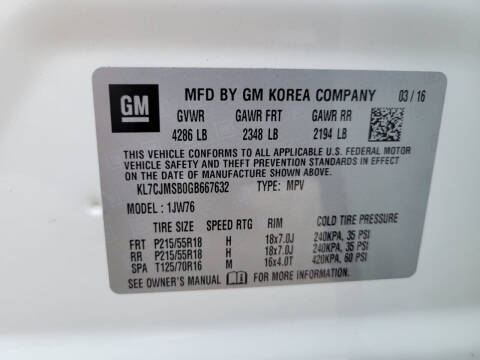 GM
MFD BY GM KOREA COMPANY 03/16
GVWR GAWR FRT GAWR RR
4286 LB 2348 LB 2194 LB
THIS VEHICLE CONFORMS TO ALL APPLICABLE U.S. FEDERAL MOTOR
VEHICLE SAFETY AND THEFT PREVENTION STANDARDS IN EFFECT
ON THE DATE OF MANUFACTURE SHOWN ABOVE.
KL7CJMSB0GB667632 TYPE: MPV
MODEL : 1JW76
TIRE SIZE SPEED RTG RIM COLD TIRE PRESSURE
FRT P215/55R18 H 18x7.0J 240KPA, 35 PSI
RR P215/55R18 H 18x7.0J 240KPA, 35 PSI
SPA T125/70R16 M 16x4.0T 420KPA, 60 PSI
SEE OWNER'S MANUAL FOR MORE INFORMATION.